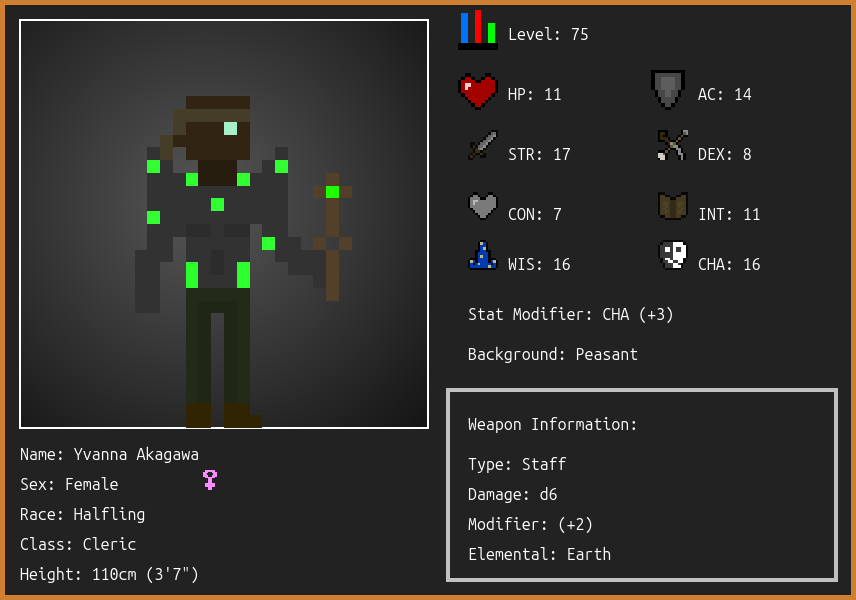 Level: 75
HP: 11
AC: 14
STR: 17
DEX: 8
CON: 7
INT: 11
WIS: 16
CHA: 16
Stat Modifier: CHA (+3)
Background: Peasant
Weapon Information:
Type: Staff
Damage: d6
Modifier: (+2)
Elemental: Earth
Name: Yvanna Akagawa
Sex: Female
Race: Halfling
Class: Cleric
Height: 110cm (3'7")